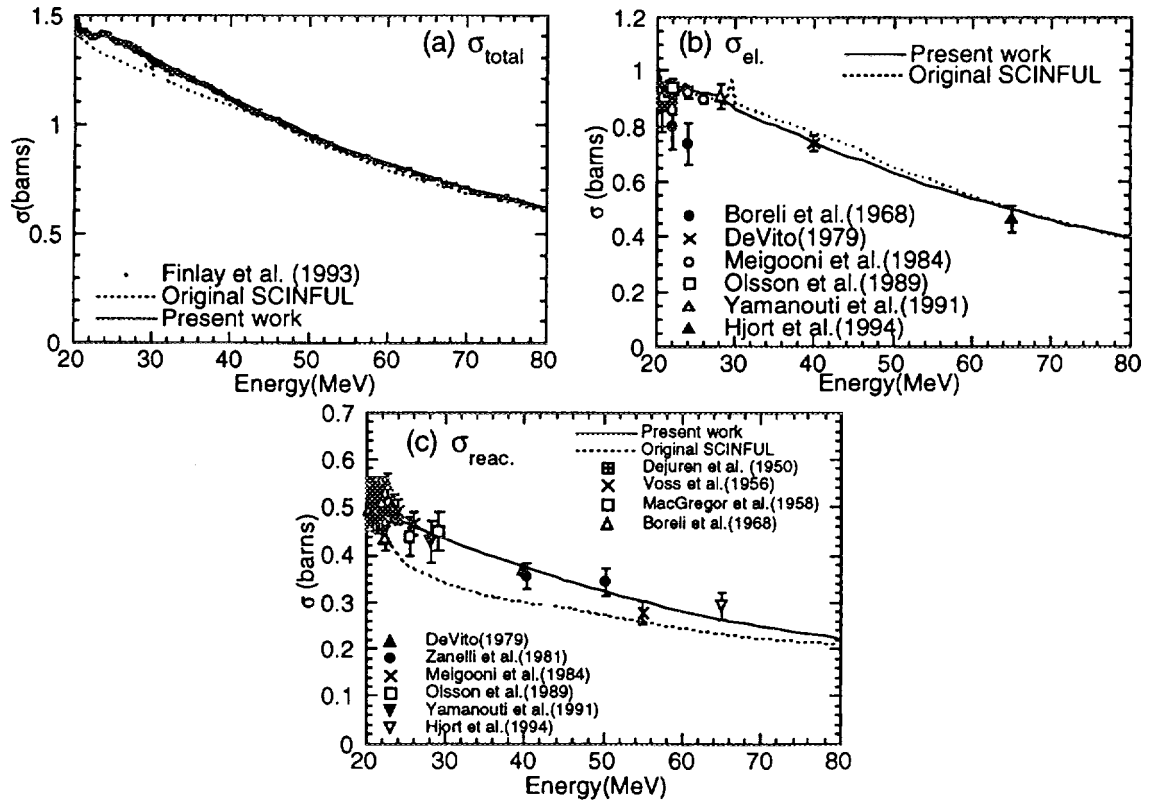 (a) σtotal
1.5
1
0.5
0
σ(barns)
Finlay et al. (1993)
Original SCINFUL
Present work
20 30 40 50 60 70 80
Energy(MeV)
(b) σel.
1.2
1
0.8
0.6
0.4
0.2
0
σ (barns)
Present work
Original SCINFUL
Boreli et al.(1968)
DeVito(1979)
Meigooni et al.(1984)
Olsson et al.(1989)
Yamanouti et al.(1991)
Hjort et al.(1994)
20 30 40 50 60 70 80
Energy(MeV)
(c) σreac.
0.7
0.6
0.5
0.4
0.3
0.2
0.1
0
σ (barns)
Present work
Original SCINFUL
Dejuren et al. (1950)
Voss et al.(1956)
MacGregor et al.(1958)
Boreli et al.(1968)
DeVito(1979)
Zanelli et al.(1981)
Meigooni et al.(1984)
Olsson et al.(1989)
Yamanouti et al.(1991)
Hjort et al.(1994)
20 30 40 50 60 70 80
Energy(MeV)